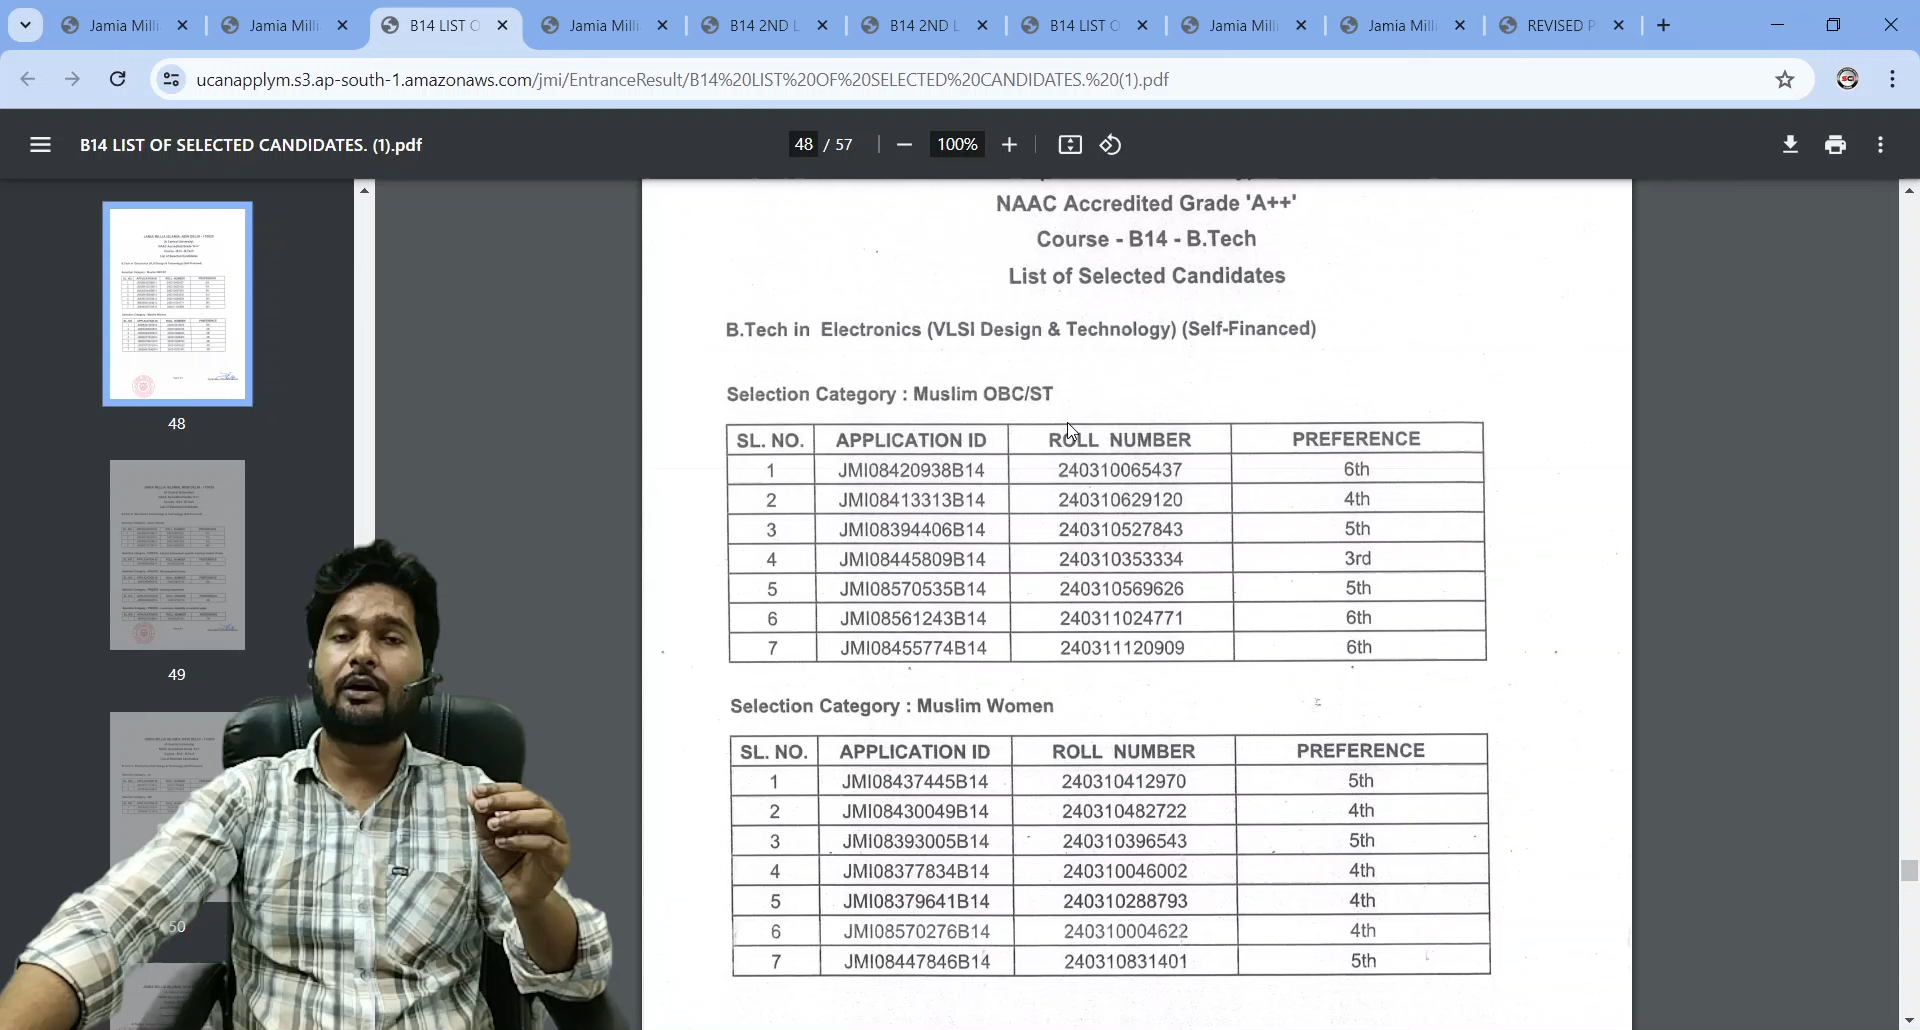 Jamia Milli
Jamia Milli
B14 LIST O
Jamia Milli
B14 2ND L
B14 2ND L
B14 LIST O
Jamia Milli
Jamia Milli
REVISED P
ucanapplym.s3.ap-south-1.amazonaws.com/jmi/EntranceResult/B14%20LIST%20OF%20SELECTED%20CANDIDATES.%20(1).pdf
B14 LIST OF SELECTED CANDIDATES. (1).pdf
48 / 57
100%
48
49
50
NAAC Accredited Grade 'A++'
Course - B14 - B.Tech
List of Selected Candidates
B.Tech in Electronics (VLSI Design & Technology) (Self-Financed)
Selection Category : Muslim OBC/ST
SL. NO. APPLICATION ID ROLL NUMBER PREFERENCE
1 JMI08420938B14 240310065437 6th
2 JMI08413313B14 240310629120 4th
3 JMI08394406B14 240310527843 5th
4 JMI08445809B14 240310353334 3rd
5 JMI08570535B14 240310569626 5th
6 JMI08561243B14 240311024771 6th
7 JMI08455774B14 240311120909 6th
Selection Category : Muslim Women
SL. NO. APPLICATION ID ROLL NUMBER PREFERENCE
1 JMI08437445B14 240310412970 5th
2 JMI08430049B14 240310482722 4th
3 JMI08393005B14 240310396543 5th
4 JMI08377834B14 240310046002 4th
5 JMI08379641B14 240310288793 4th
6 JMI08570276B14 240310004622 4th
7 JMI08447846B14 240310831401 5th